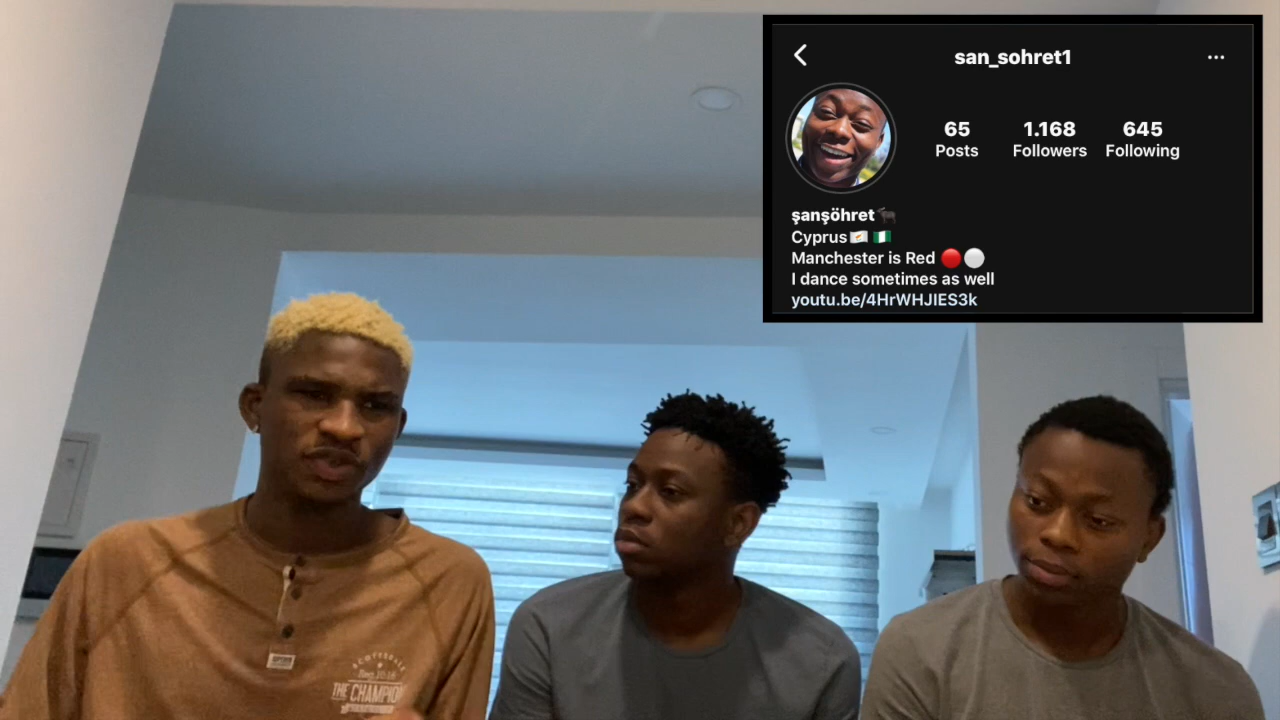 san_sohret1
65 1.168 645
Posts Followers Following
şanşöhret🐐
Cyprus🇨🇾 🇳🇬
Manchester is Red 🔴⚪
I dance sometimes as well
youtu.be/4HrWHJIES3k
SCOTTSDALE
THE CHAMPION